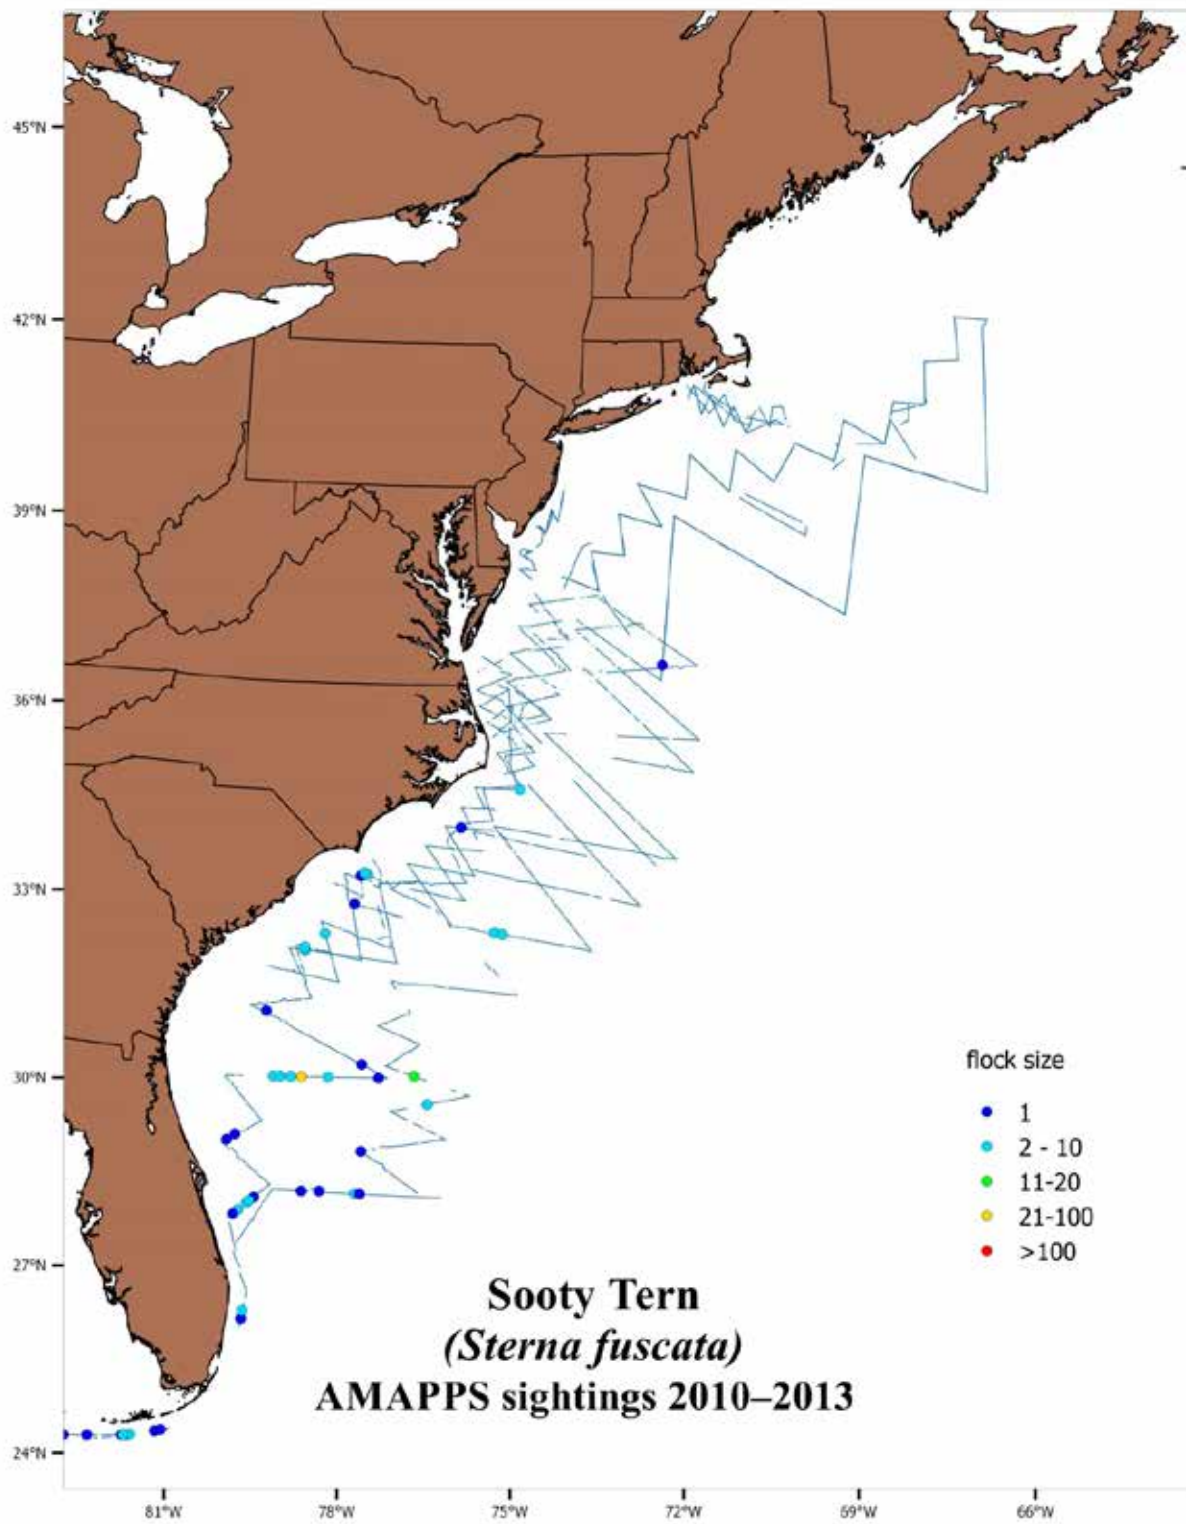 45°N
42°N
39°N
36°N
33°N
30°N
27°N
24°N
flock size
1
2 - 10
11-20
21-100
>100
Sooty Tern
(Sterna fuscata)
AMAPPS sightings 2010–2013
81°W
78°W
75°W
72°W
69°W
66°W